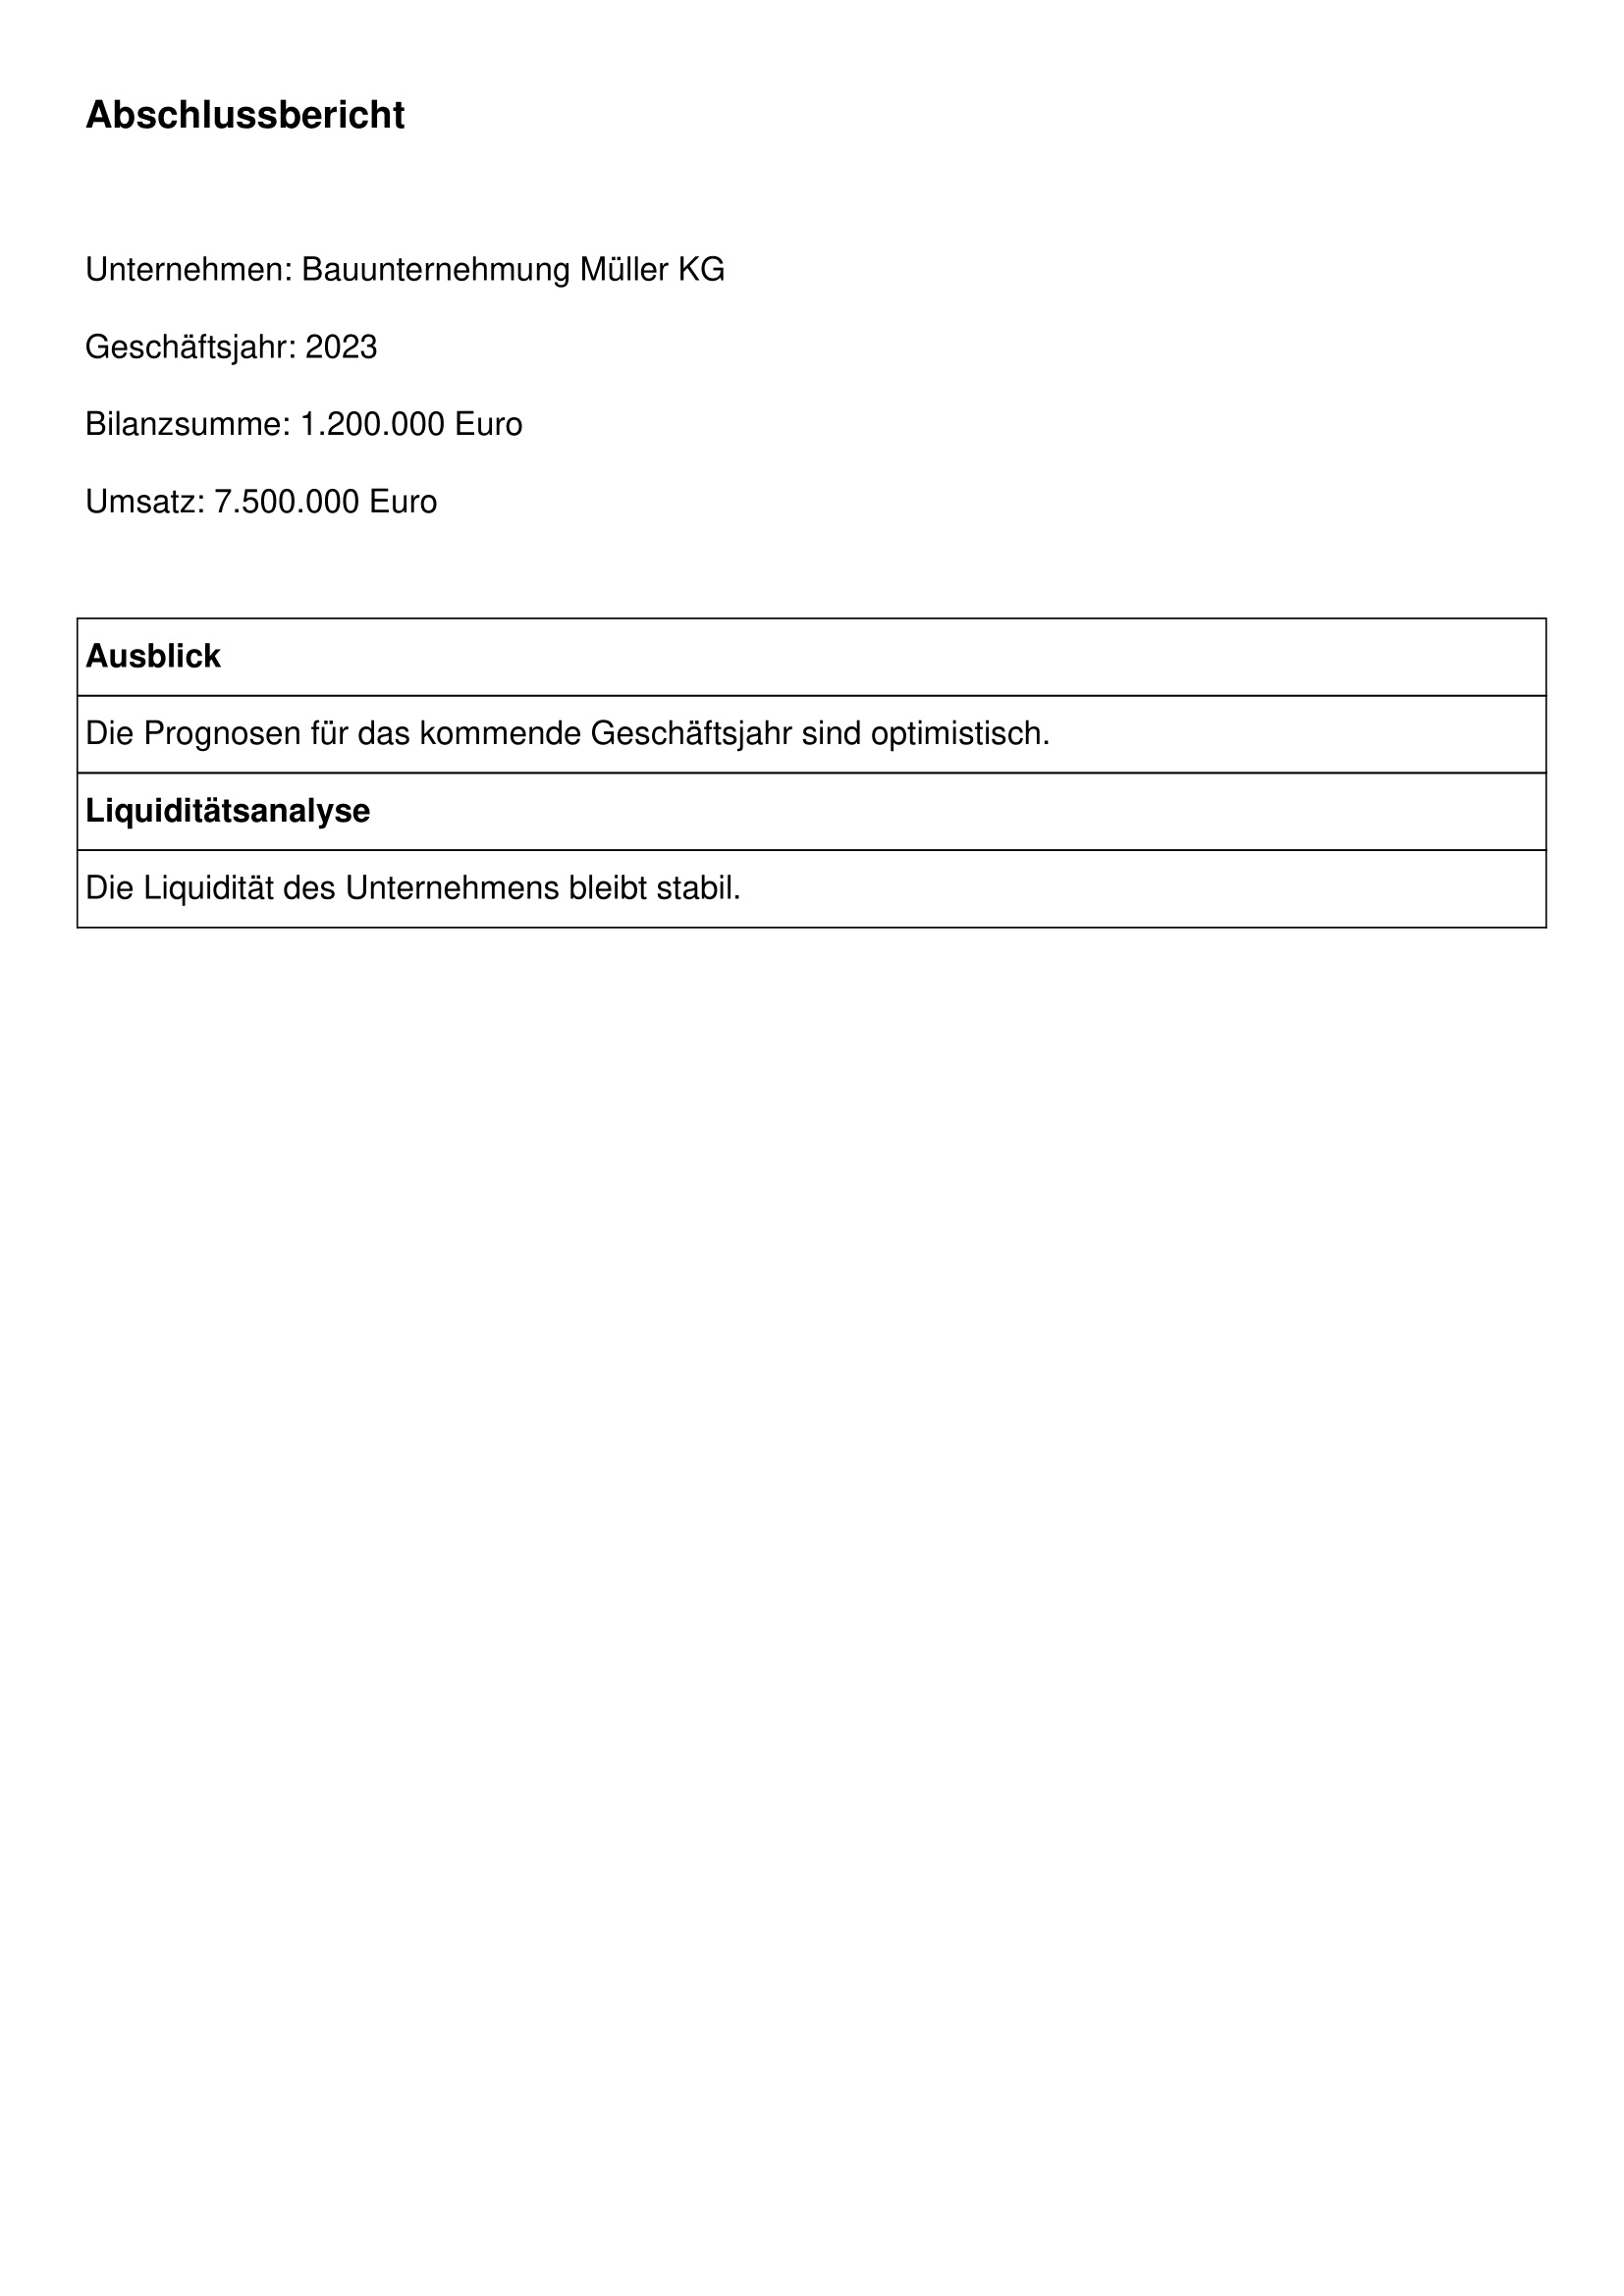 Abschlussbericht
Unternehmen: Bauunternehmung Müller KG
Geschäftsjahr: 2023
Bilanzsumme: 1.200.000 Euro
Umsatz: 7.500.000 Euro
Ausblick
Die Prognosen für das kommende Geschäftsjahr sind optimistisch.
Liquiditätsanalyse
Die Liquidität des Unternehmens bleibt stabil.